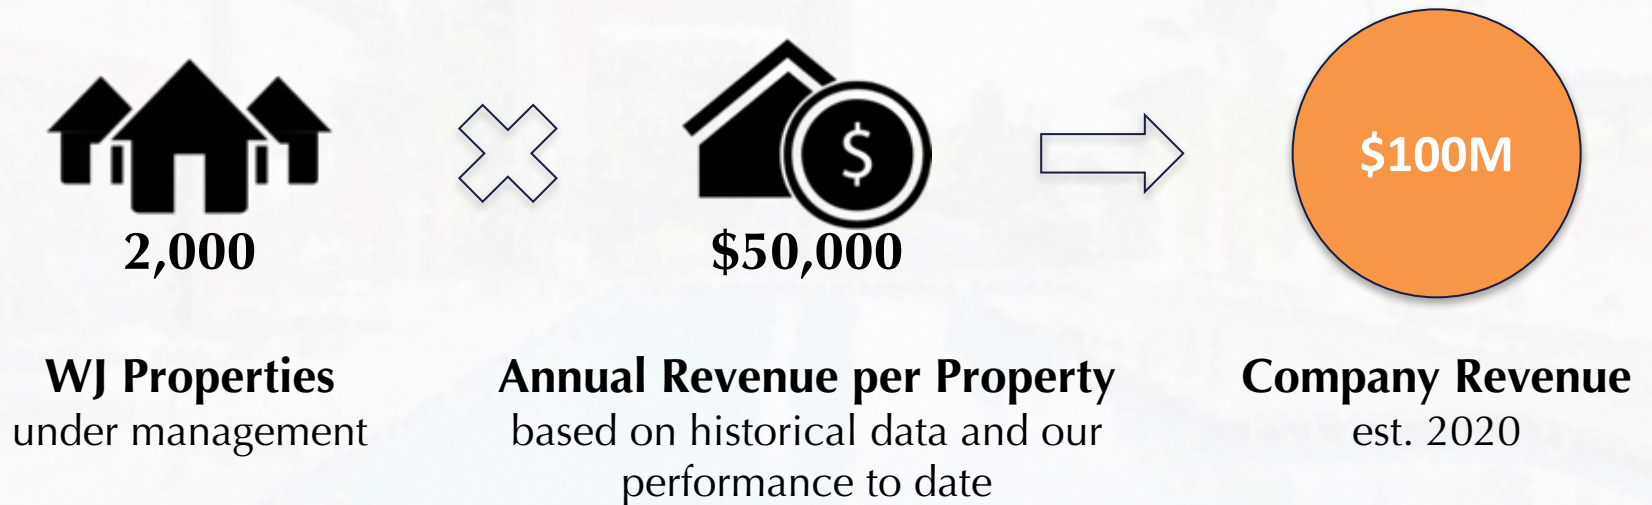 2,000
$
$50,000
$100M
WJ Properties
under management
Annual Revenue per Property
based on historical data and our
performance to date
Company Revenue
est. 2020